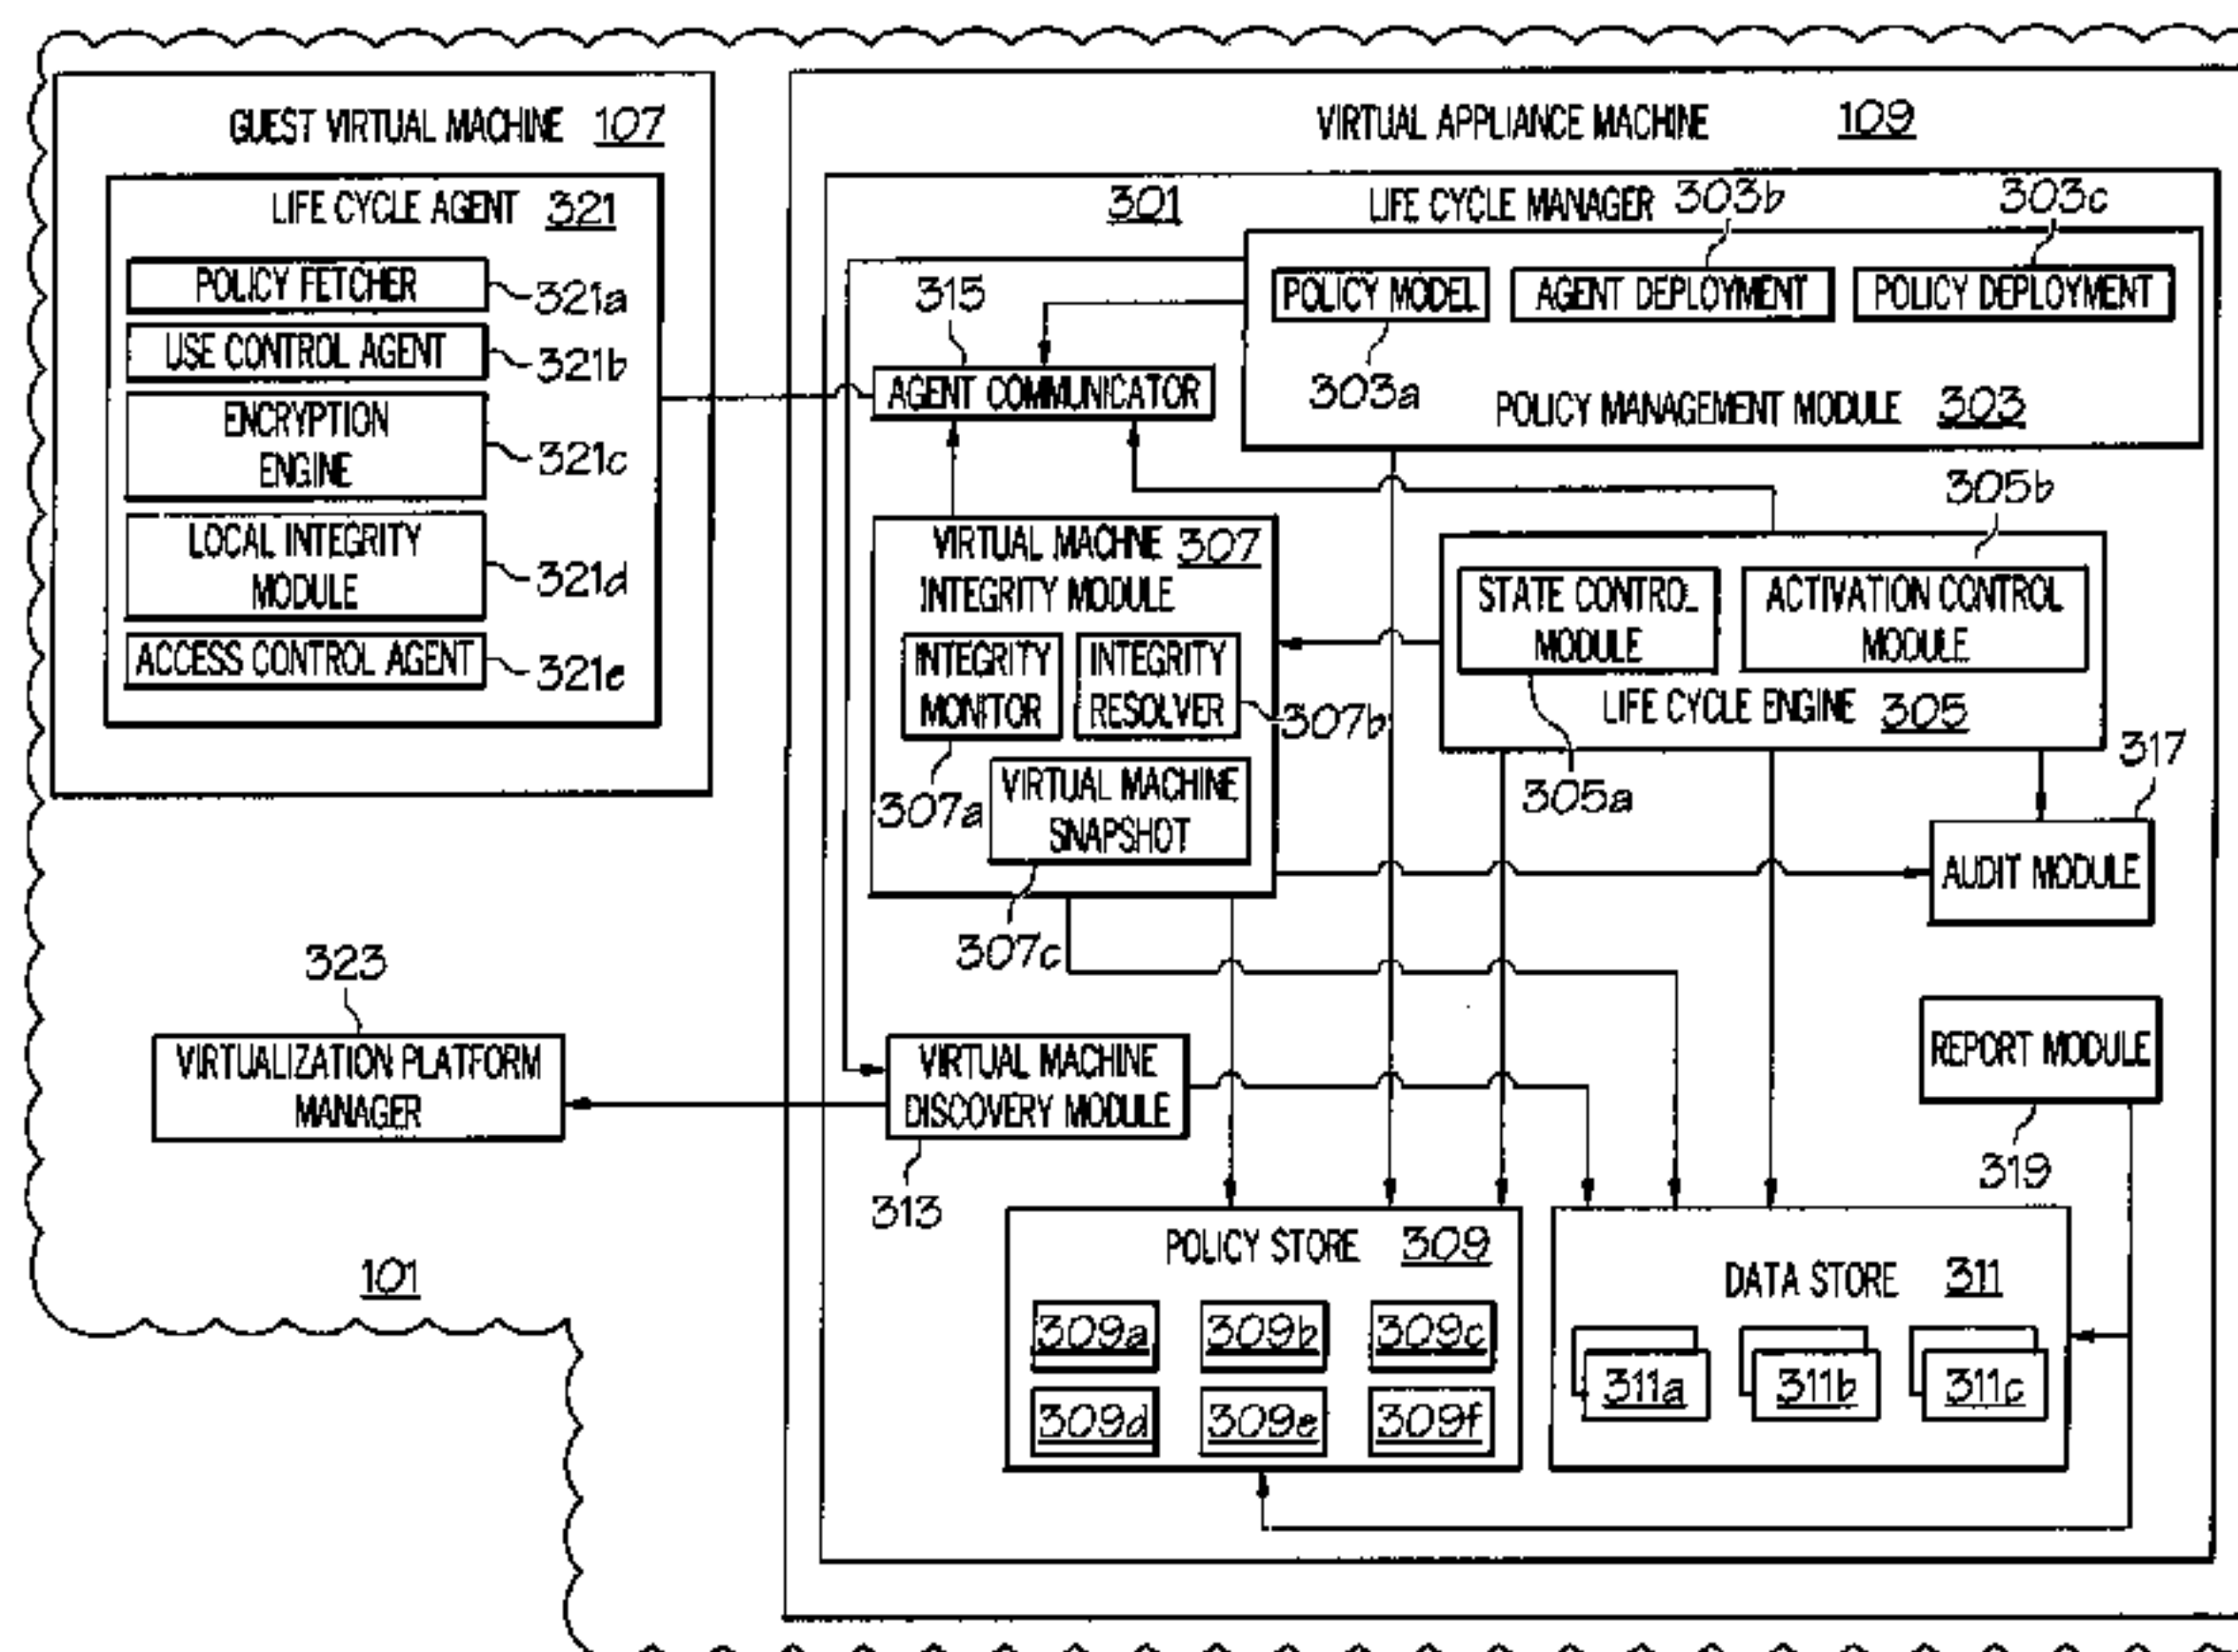 GUEST VIRTUAL MACHINE 107
LIFE CYCLE AGENT 321
POLICY FETCHER 321a
USE CONTROL AGENT 321b
ENCRYPTION
ENGINE 321c
LOCAL INTEGRITY
MODULE 321d
ACCESS CONTROL AGENT 321e
323
VIRTUALIZATION PLATFORM
MANAGER
101
VIRTUAL APPLIANCE MACHINE 109
301 LIFE CYCLE MANAGER 303b 303c
POLICY MODEL AGENT DEPLOYMENT POLICY DEPLOYMENT
303a
POLICY MANAGEMENT MODULE 303
315
AGENT COMMUNICATOR
VIRTUAL MACHNE 307
INTEGRITY MODULE
INTEGRITY
MONITOR
307a
INTEGRITY
RESOLVER
307b
VIRTUAL MACHINE
SNAPSHOT
307c
305b
STATE CONTROL
MODULE
ACTIVATION CONTROL
MODULE
LIFE CYCLE ENGINE 305
305a
317
AUDIT MODULE
REPORT MODULE
319
VIRTUAL MACHINE
DISCOVERY MODULE
313
POLICY STORE 309
309a 309b 309c
309d 309e 309f
DATA STORE 311
311a 311b 311c